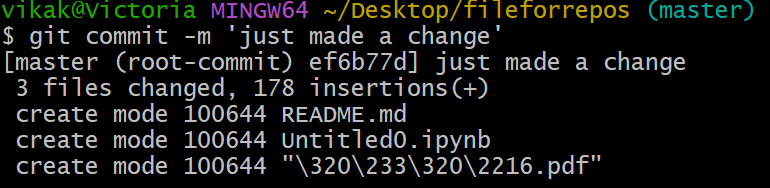 vikak@Victoria MINGW64 ~/Desktop/fileforrepos (master)
$ git commit -m 'just made a change'
[master (root-commit) ef6b77d] just made a change
 3 files changed, 178 insertions(+)
 create mode 100644 README.md
 create mode 100644 Untitled0.ipynb
 create mode 100644 "\320\233\320\2216.pdf"